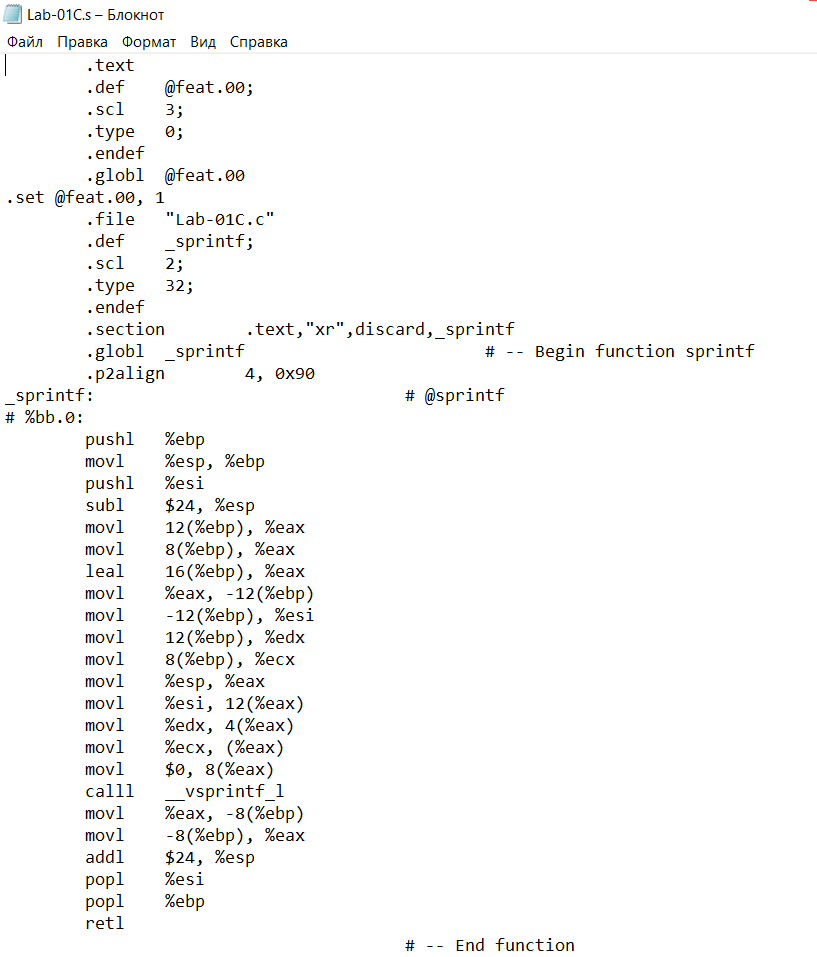 Lab-01C.s – Блокнот
Файл Правка Формат Вид Справка
.text
.def @feat.00;
.scl 3;
.type 0;
.endef
.globl @feat.00
.set @feat.00, 1
.file "Lab-01C.c"
.def _sprintf;
.scl 2;
.type 32;
.endef
.section .text,"xr",discard,_sprintf
.globl _sprintf # -- Begin function sprintf
.p2align 4, 0x90
_sprintf: # @sprintf
# %bb.0:
pushl %ebp
movl %esp, %ebp
pushl %esi
subl $24, %esp
movl 12(%ebp), %eax
movl 8(%ebp), %eax
leal 16(%ebp), %eax
movl %eax, -12(%ebp)
movl -12(%ebp), %esi
movl 12(%ebp), %edx
movl 8(%ebp), %ecx
movl %esp, %eax
movl %esi, 12(%eax)
movl %edx, 4(%eax)
movl %ecx, (%eax)
movl $0, 8(%eax)
calll __vsprintf_l
movl %eax, -8(%ebp)
movl -8(%ebp), %eax
addl $24, %esp
popl %esi
popl %ebp
retl
# -- End function